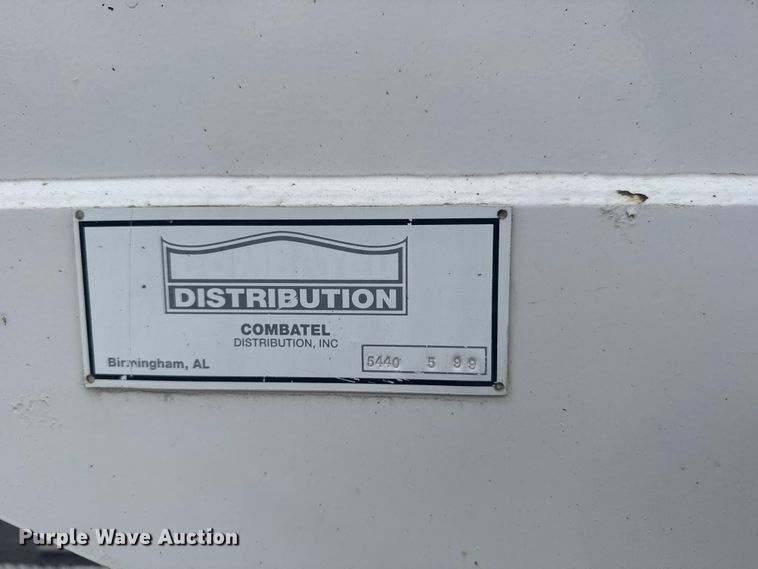 DISTRIBUTION
COMBATEL
DISTRIBUTION, INC
Birmingham, AL
5440 5 99
Purple Wave Auction